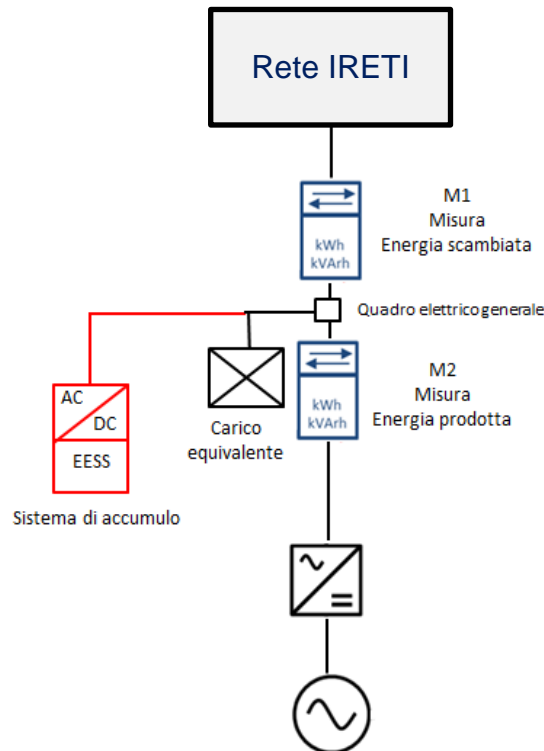 Rete IRETI
M1
Misura
Energia scambiata
kWh
kVArh
Quadro elettrico generale
M2
Misura
Energia prodotta
kWh
kVArh
AC
DC
EESS
Carico
equivalente
Sistema di accumulo